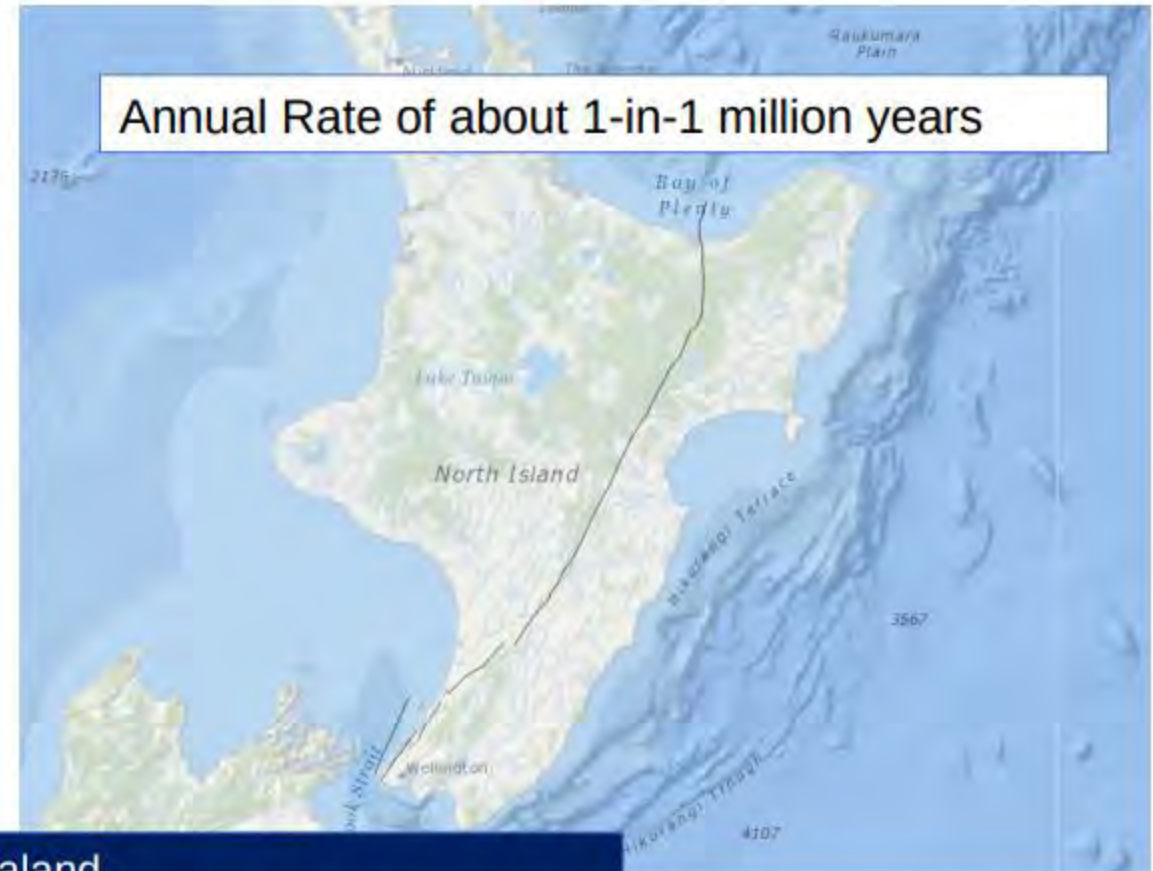 Raukumara
Plain
Annual Rate of about 1-in-1 million years
Bay of
Plenty
Lake Taupo
North Island
Hikurangi Terrace
3567
Strait
Wellington
Hikurangi Trough
4107
aland